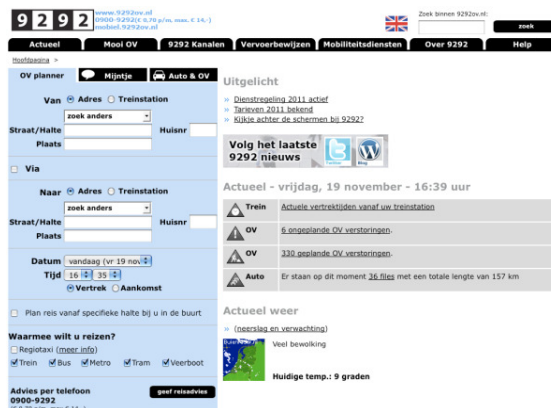 9292
www.9292ov.nl
0900-9292(€ 0,70 p/m, max. € 14,-)
mobiel.9292ov.nl
Zoek binnen 9292ov.nl:
zoek
Actueel
Mooi OV
9292 Kanalen
Vervoerbewijzen
Mobiliteitsdiensten
Over 9292
Help
Hoofdpagina >
OV planner
Mijntje
Auto & OV
Van
Adres
Treinstation
zoek anders
Straat/Halte
Huisnr
Plaats
Via
Naar
Adres
Treinstation
zoek anders
Straat/Halte
Huisnr
Plaats
Datum
vandaag (vr 19 nov
Tijd
16
35
Vertrek
Aankomst
Plan reis vanaf specifieke halte bij u in de buurt
Waarmee wilt u reizen?
Regiotaxi (meer info)
Trein
Bus
Metro
Tram
Veerboot
Advies per telefoon
0900-9292
geef reisadvies
Uitgelicht
» Dienstregeling 2011 actief
» Tarieven 2011 bekend
» Kijkje achter de schermen bij 9292?
Volg het laatste
9292 nieuws
Twitter
Blog
Actueel - vrijdag, 19 november - 16:39 uur
Trein
Actuele vertrektijden vanaf uw treinstation
OV
6 ongeplande OV verstoringen.
OV
330 geplande OV verstoringen.
Auto
Er staan op dit moment 36 files met een totale lengte van 157 km
Actueel weer
» (neerslag en verwachting)
Veel bewolking
Huidige temp.: 9 graden